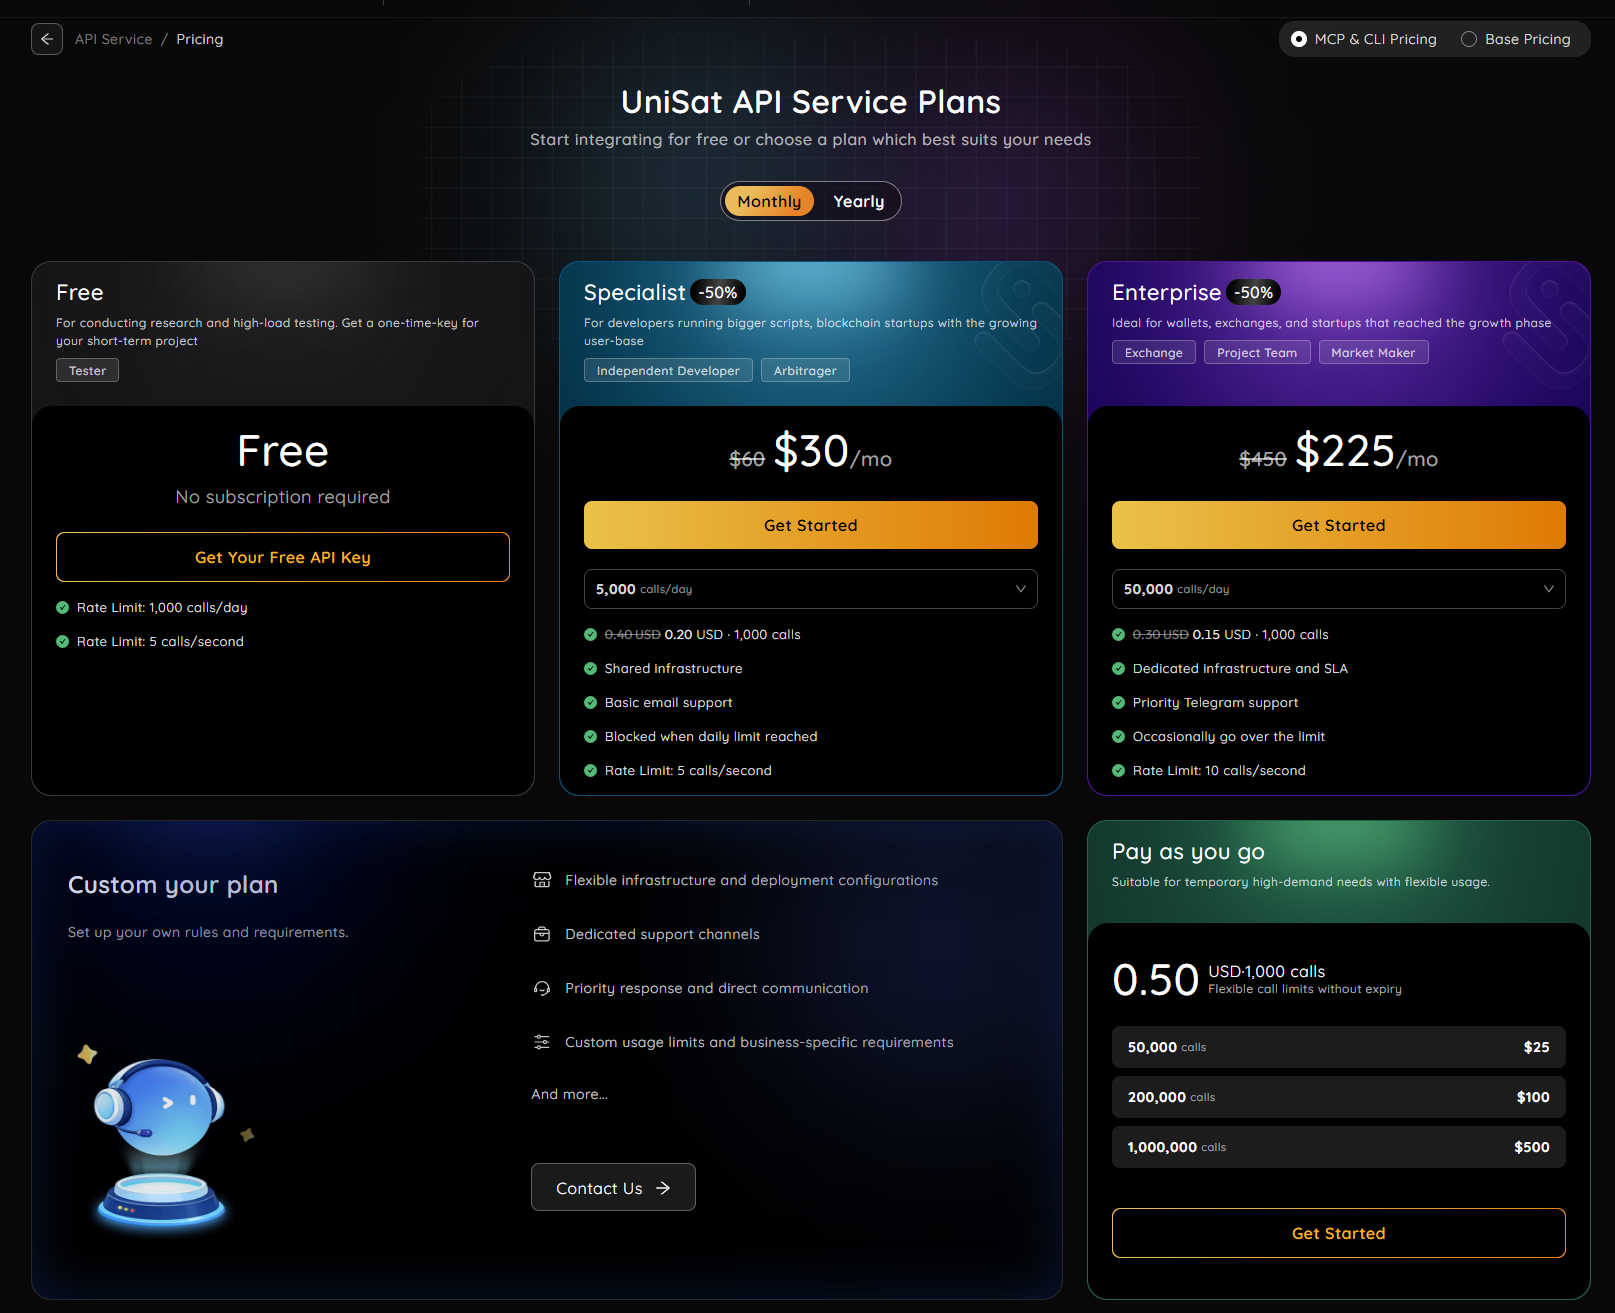 API Service / Pricing
MCP & CLI Pricing
Base Pricing
UniSat API Service Plans
Start integrating for free or choose a plan which best suits your needs
Monthly
Yearly
Free
For conducting research and high-load testing. Get a one-time-key for
your short-term project
Tester
Free
No subscription required
Get Your Free API Key
Rate Limit: 1,000 calls/day
Rate Limit: 5 calls/second
Specialist -50%
For developers running bigger scripts, blockchain startups with the growing
user-base
Independent Developer
Arbitrager
$60 $30/mo
Get Started
5,000 calls/day
0.40 USD 0.20 USD · 1,000 calls
Shared infrastructure
Basic email support
Blocked when daily limit reached
Rate Limit: 5 calls/second
Enterprise -50%
Ideal for wallets, exchanges, and startups that reached the growth phase
Exchange
Project Team
Market Maker
$450 $225/mo
Get Started
50,000 calls/day
0.30 USD 0.15 USD · 1,000 calls
Dedicated infrastructure and SLA
Priority Telegram support
Occasionally go over the limit
Rate Limit: 10 calls/second
Custom your plan
Set up your own rules and requirements.
Flexible infrastructure and deployment configurations
Dedicated support channels
Priority response and direct communication
Custom usage limits and business-specific requirements
And more...
Contact Us
Pay as you go
Suitable for temporary high-demand needs with flexible usage.
0.50 USD·1,000 calls
Flexible call limits without expiry
50,000 calls $25
200,000 calls $100
1,000,000 calls $500
Get Started